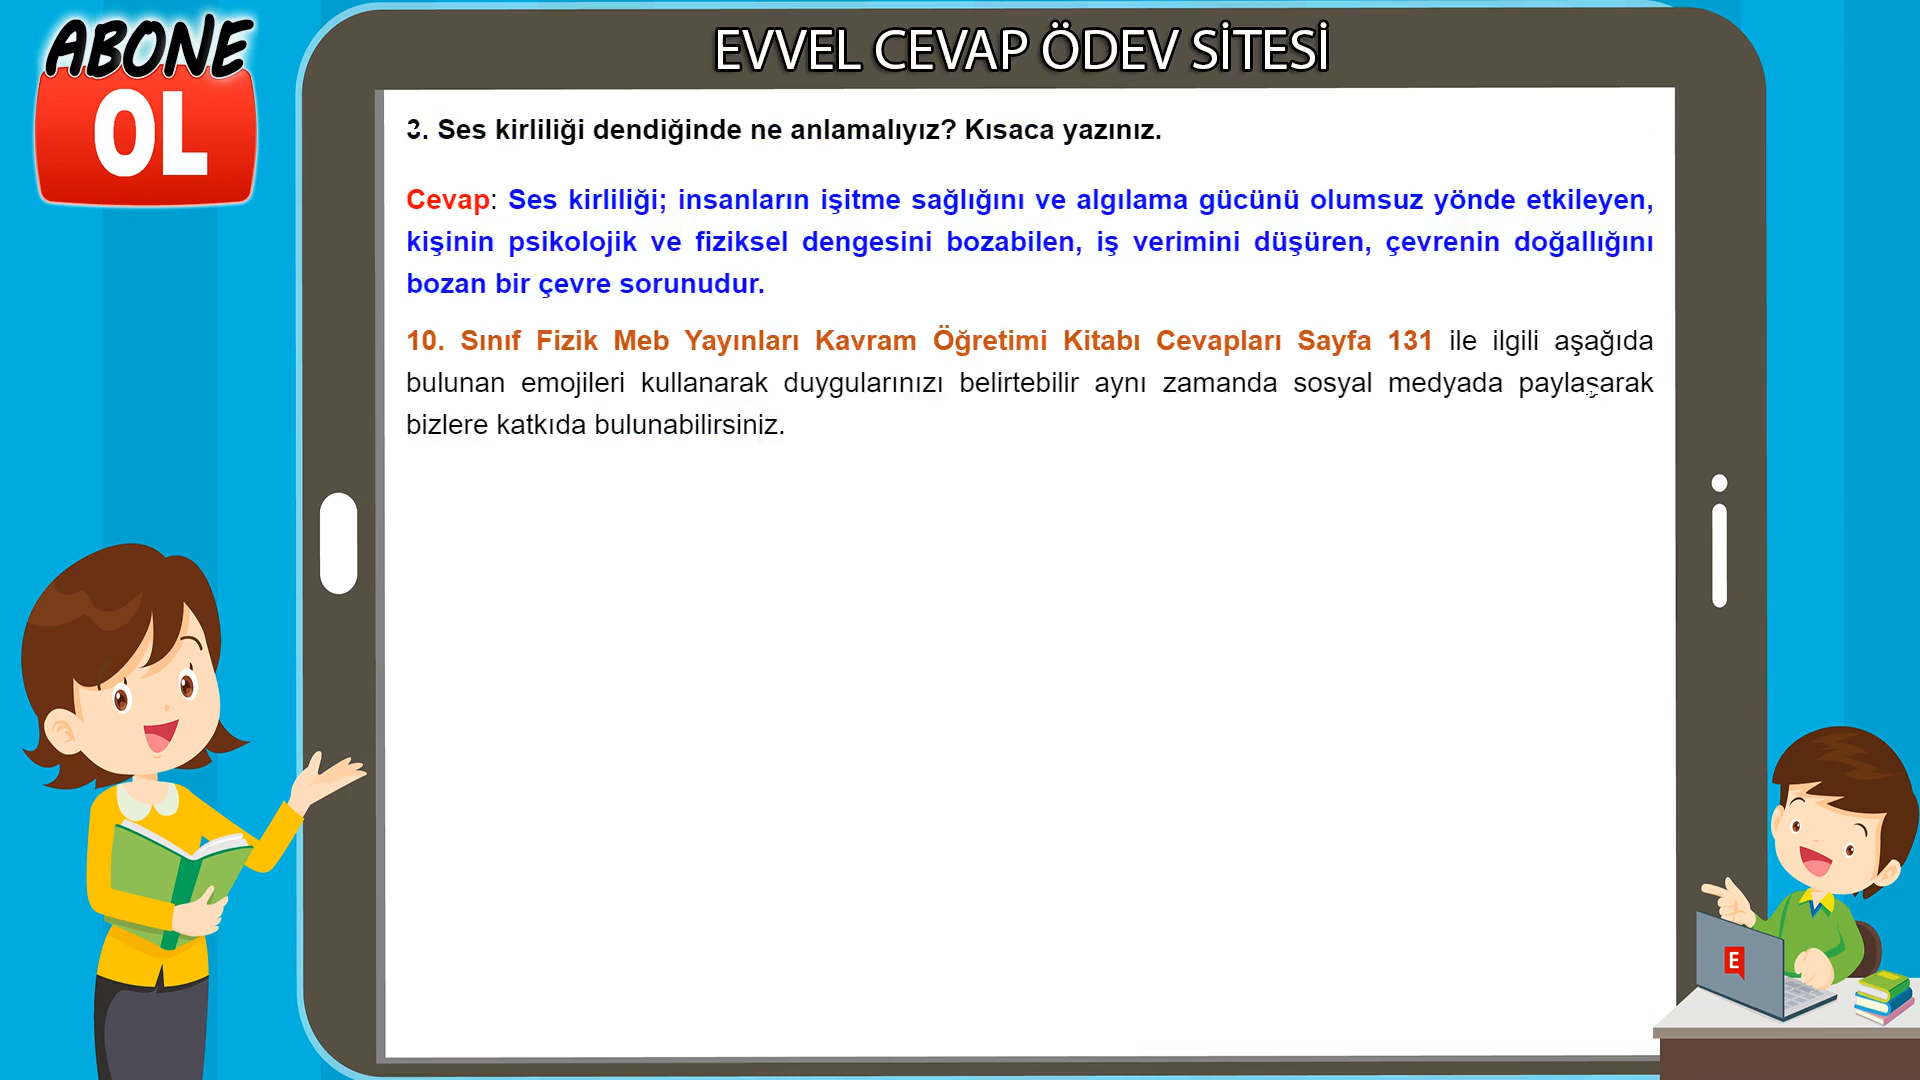 ABONE
OL
EVVEL CEVAP ÖDEV SİTESİ
3. Ses kirliliği dendiğinde ne anlamalıyız? Kısaca yazınız.
Cevap: Ses kirliliği; insanların işitme sağlığını ve algılama gücünü olumsuz yönde etkileyen,
kişinin psikolojik ve fiziksel dengesini bozabilen, iş verimini düşüren, çevrenin doğallığını
bozan bir çevre sorunudur.
10. Sınıf Fizik Meb Yayınları Kavram Öğretimi Kitabı Cevapları Sayfa 131 ile ilgili aşağıda
bulunan emojileri kullanarak duygularınızı belirtebilir aynı zamanda sosyal medyada paylaşarak
bizlere katkıda bulunabilirsiniz.
E